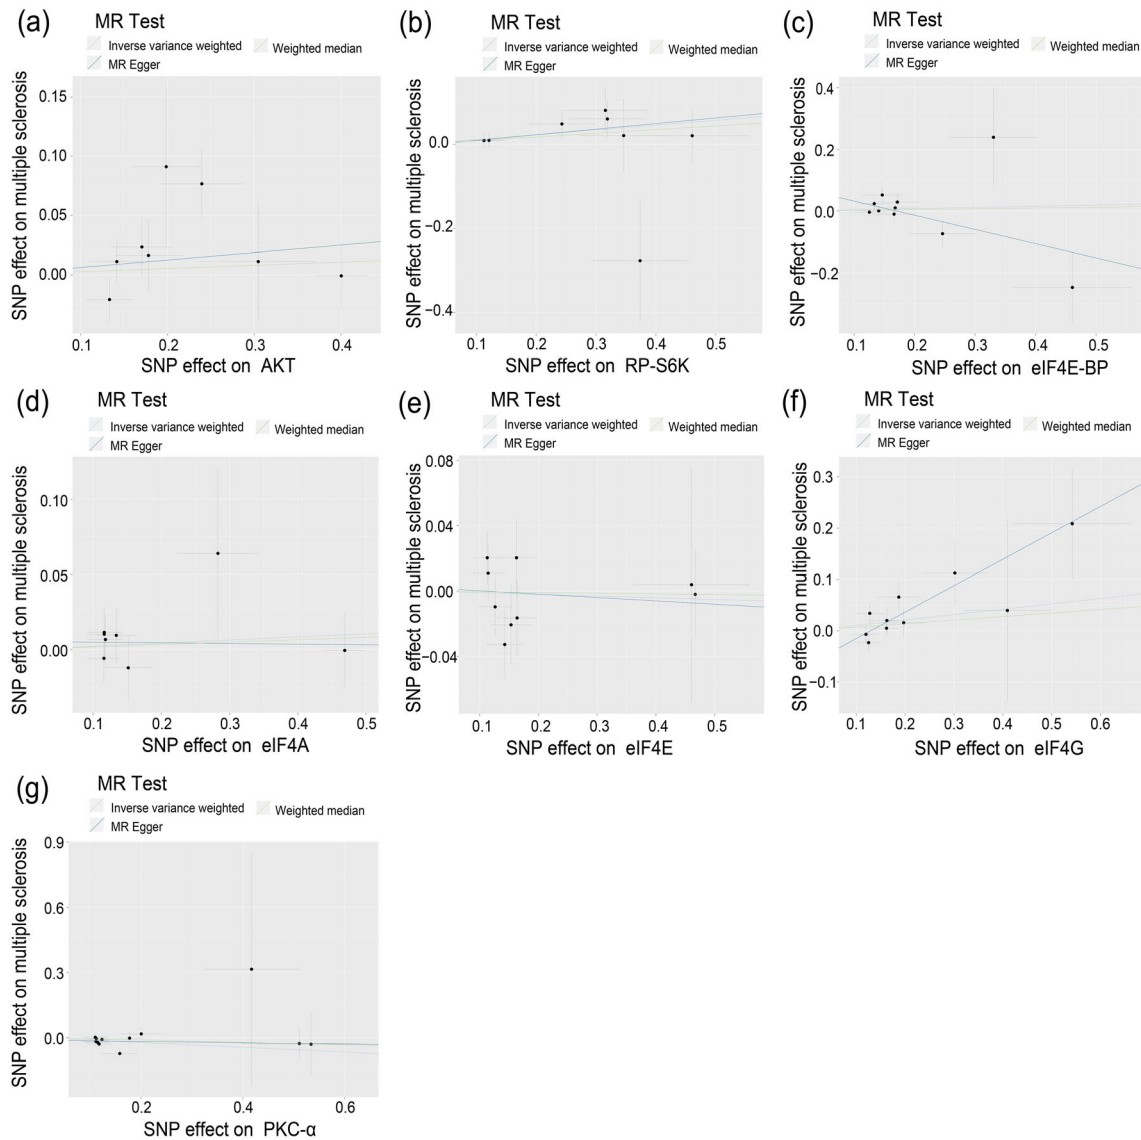 (a)
MR Test
Inverse variance weighted
Weighted median
MR Egger
SNP effect on multiple sclerosis
0.15
0.10
0.05
0.00
0.1
0.2
0.3
0.4
SNP effect on AKT
(b)
MR Test
Inverse variance weighted
Weighted median
MR Egger
SNP effect on multiple sclerosis
0.0
−0.2
−0.4
0.1
0.2
0.3
0.4
0.5
SNP effect on RP-S6K
(c)
MR Test
Inverse variance weighted
Weighted median
MR Egger
SNP effect on multiple sclerosis
0.4
0.2
0.0
−0.2
0.1
0.2
0.3
0.4
0.5
SNP effect on eIF4E-BP
(d)
MR Test
Inverse variance weighted
Weighted median
MR Egger
SNP effect on multiple sclerosis
0.10
0.05
0.00
0.1
0.2
0.3
0.4
0.5
SNP effect on eIF4A
(e)
MR Test
Inverse variance weighted
Weighted median
MR Egger
SNP effect on multiple sclerosis
0.08
0.04
0.00
−0.04
0.1
0.2
0.3
0.4
0.5
SNP effect on eIF4E
(f)
MR Test
Inverse variance weighted
Weighted median
MR Egger
SNP effect on multiple sclerosis
0.3
0.2
0.1
0.0
−0.1
0.1
0.2
0.3
0.4
0.5
0.6
SNP effect on eIF4G
(g)
MR Test
Inverse variance weighted
Weighted median
MR Egger
SNP effect on multiple sclerosis
0.9
0.6
0.3
0.0
0.2
0.4
0.6
SNP effect on PKC-α